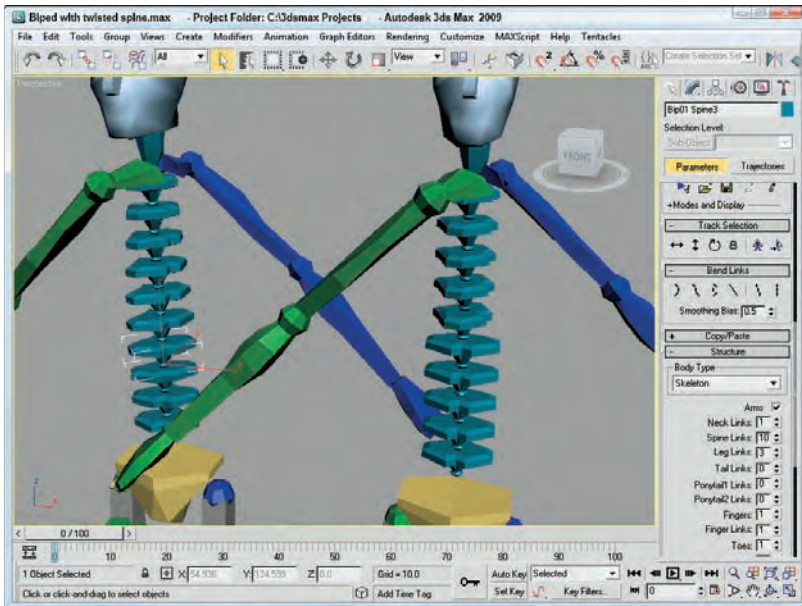 Biped with twisted spine.max - Project Folder: C:\3dsmax Projects - Autodesk 3ds Max 2009
File Edit Tools Group Views Create Modifiers Animation Graph Editors Rendering Customize MAXScript Help Tentacles
All View Create Selection Set
Perspective
FRONT
Bip01 Spine3
Selection Level:
Sub-Object
Parameters Trajectories
+Modes and Display
- Track Selection
- Bend Links
Smoothing Bias: 0.5
+ Copy/Paste
- Structure
Body Type
Skeleton
Arms
Neck Links: 1
Spine Links: 10
Leg Links: 3
Tail Links: 0
Ponytail1 Links: 0
Ponytail2 Links: 0
Fingers: 1
Finger Links: 1
Toes: 1
z
x
< 0 / 100 >
0 10 20 30 40 50 60 70 80 90 100
1 Object Selected X: 54.936 Y: 124.599 Z: 0.0 Grid = 10.0 Auto Key Selected
Click or click-and-drag to select objects Add Time Tag Set Key Key Filters... 0